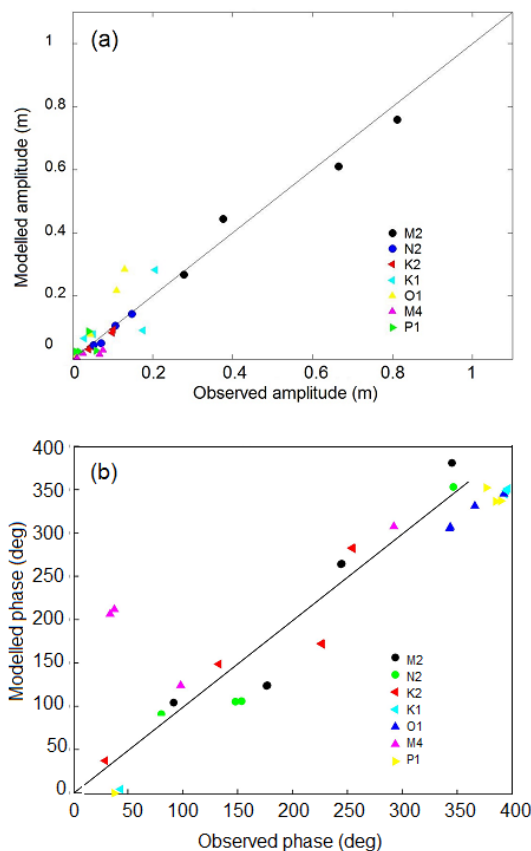 (a)
1
0.8
0.6
0.4
0.2
0
0
0.2
0.4
0.6
0.8
1
Modelled amplitude (m)
Observed amplitude (m)
M2
N2
K2
K1
O1
M4
P1
(b)
400
350
300
250
200
150
100
50
0
0
50
100
150
200
250
300
350
400
Modelled phase (deg)
Observed phase (deg)
M2
N2
K2
K1
O1
M4
P1